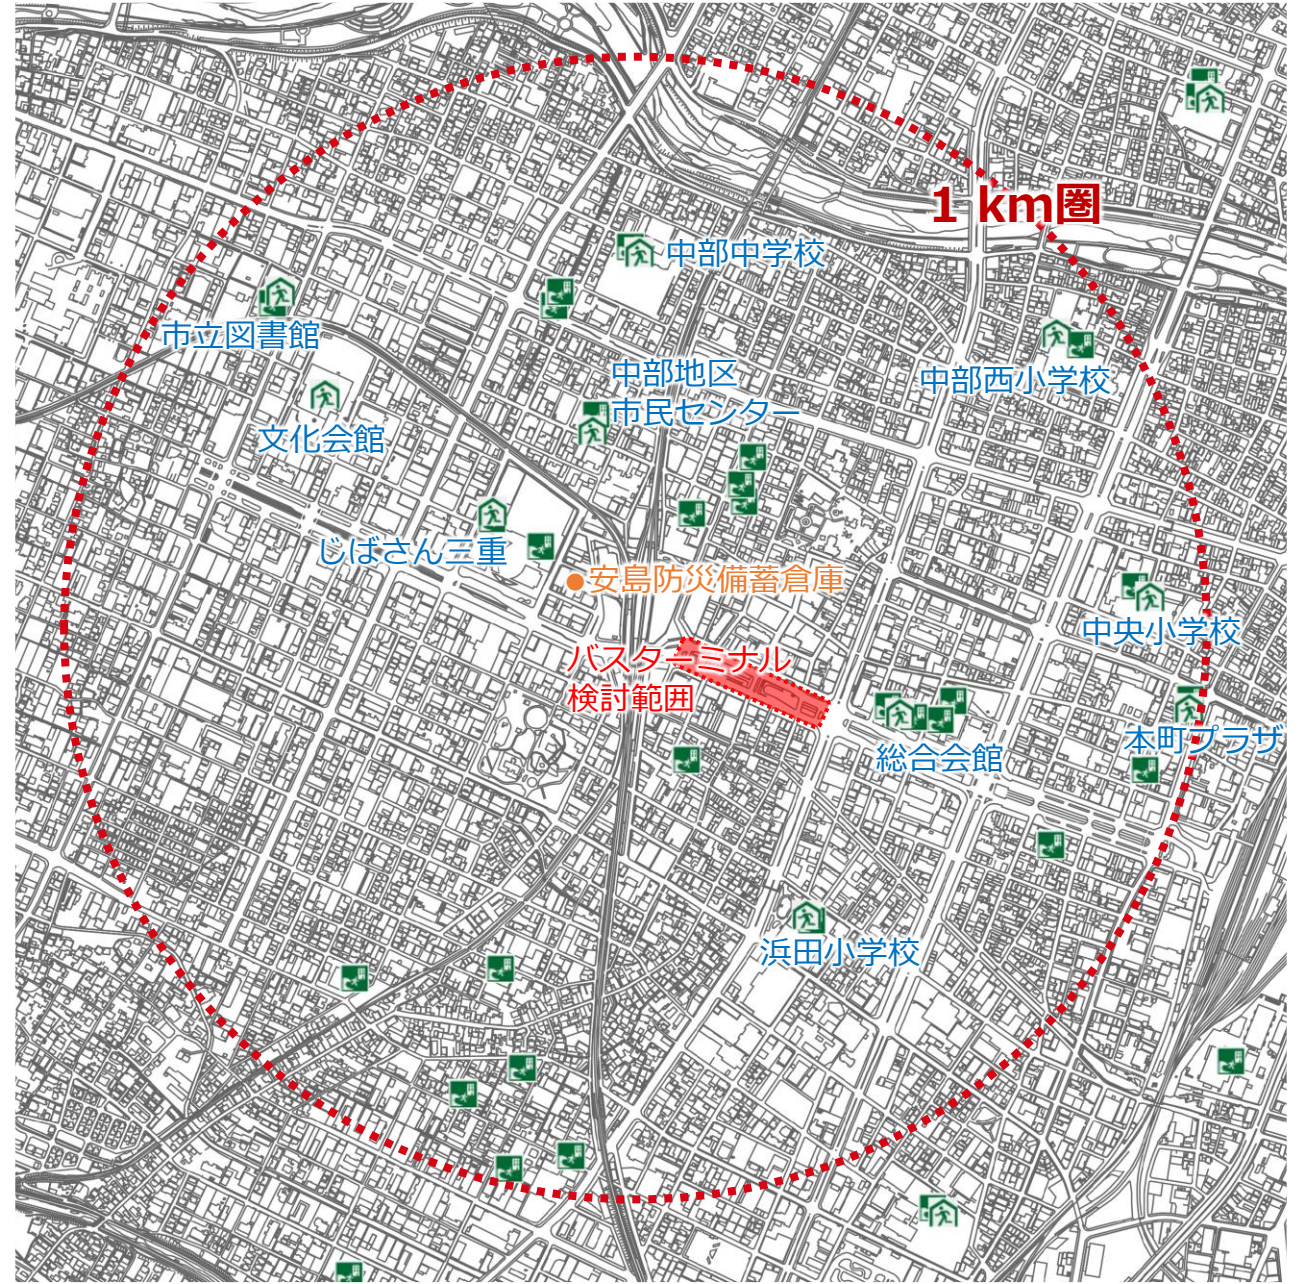 1 km圏
中部中学校
市立図書館
中部地区
市民センター
中部西小学校
文化会館
じばさん三重
安島防災備蓄倉庫
中央小学校
バスターミナル
検討範囲
本町プラザ
総合会館
浜田小学校